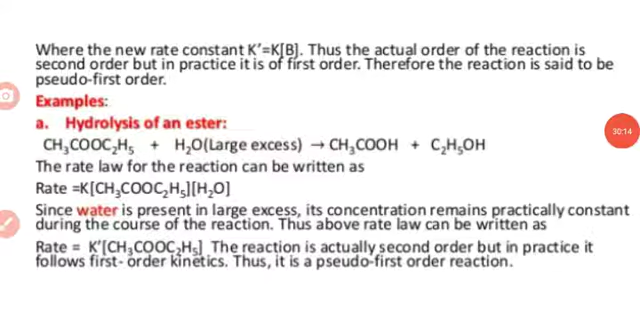 Where the new rate constant K'=K[B]. Thus the actual order of the reaction is
second order but in practice it is of first order. Therefore the reaction is said to be
pseudo-first order.
Examples:
a. Hydrolysis of an ester:
CH₃COOC₂H₅ + H₂O(Large excess) → CH₃COOH + C₂H₅OH
The rate law for the reaction can be written as
Rate =K[CH₃COOC₂H₅][H₂O]
Since water is present in large excess, its concentration remains practically constant
during the course of the reaction. Thus above rate law can be written as
Rate = K'[CH₃COOC₂H₅] The reaction is actually second order but in practice it
follows first- order kinetics. Thus, it is a pseudo-first order reaction.
30:14